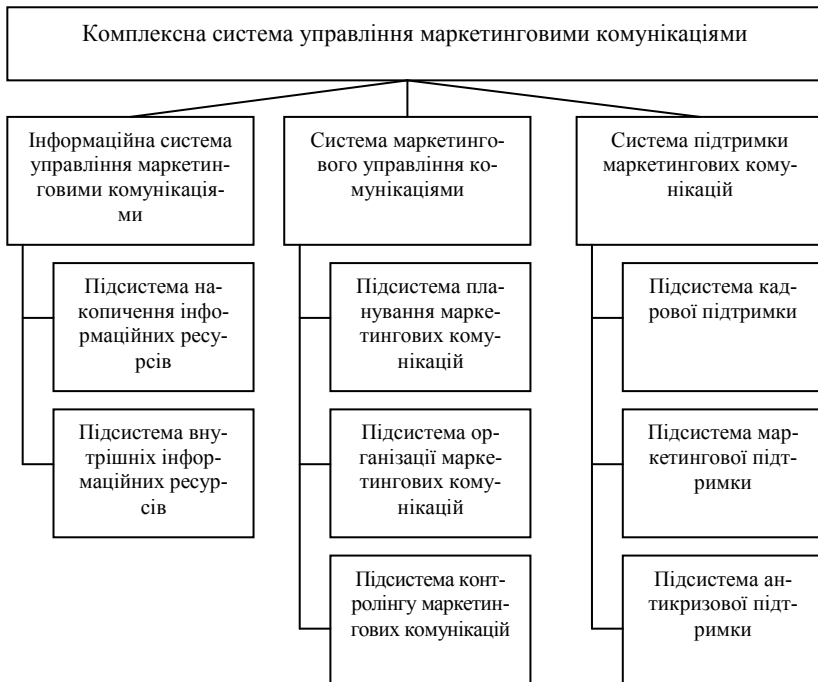 Комплексна система управління маркетинговими комунікаціями
Інформаційна система
управління маркетин-
говими комунікація-
ми
Підсистема на-
копичення інфо-
рмаційних ресу-
рсів
Підсистема вну-
трішніх інфор-
маційних ресур-
сів
Система маркетинго-
вого управління ко-
мунікаціями
Підсистема пла-
нування марке-
тингових кому-
нікацій
Підсистема ор-
ганізації марке-
тингових кому-
нікацій
Підсистема конт-
ролінгу маркетин-
гових комунікацій
Система підтримки
маркетингових кому-
нікацій
Підсистема кад-
рової підтримки
Підсистема мар-
кетингової підт-
римки
Підсистема ан-
тикризової підт-
римки